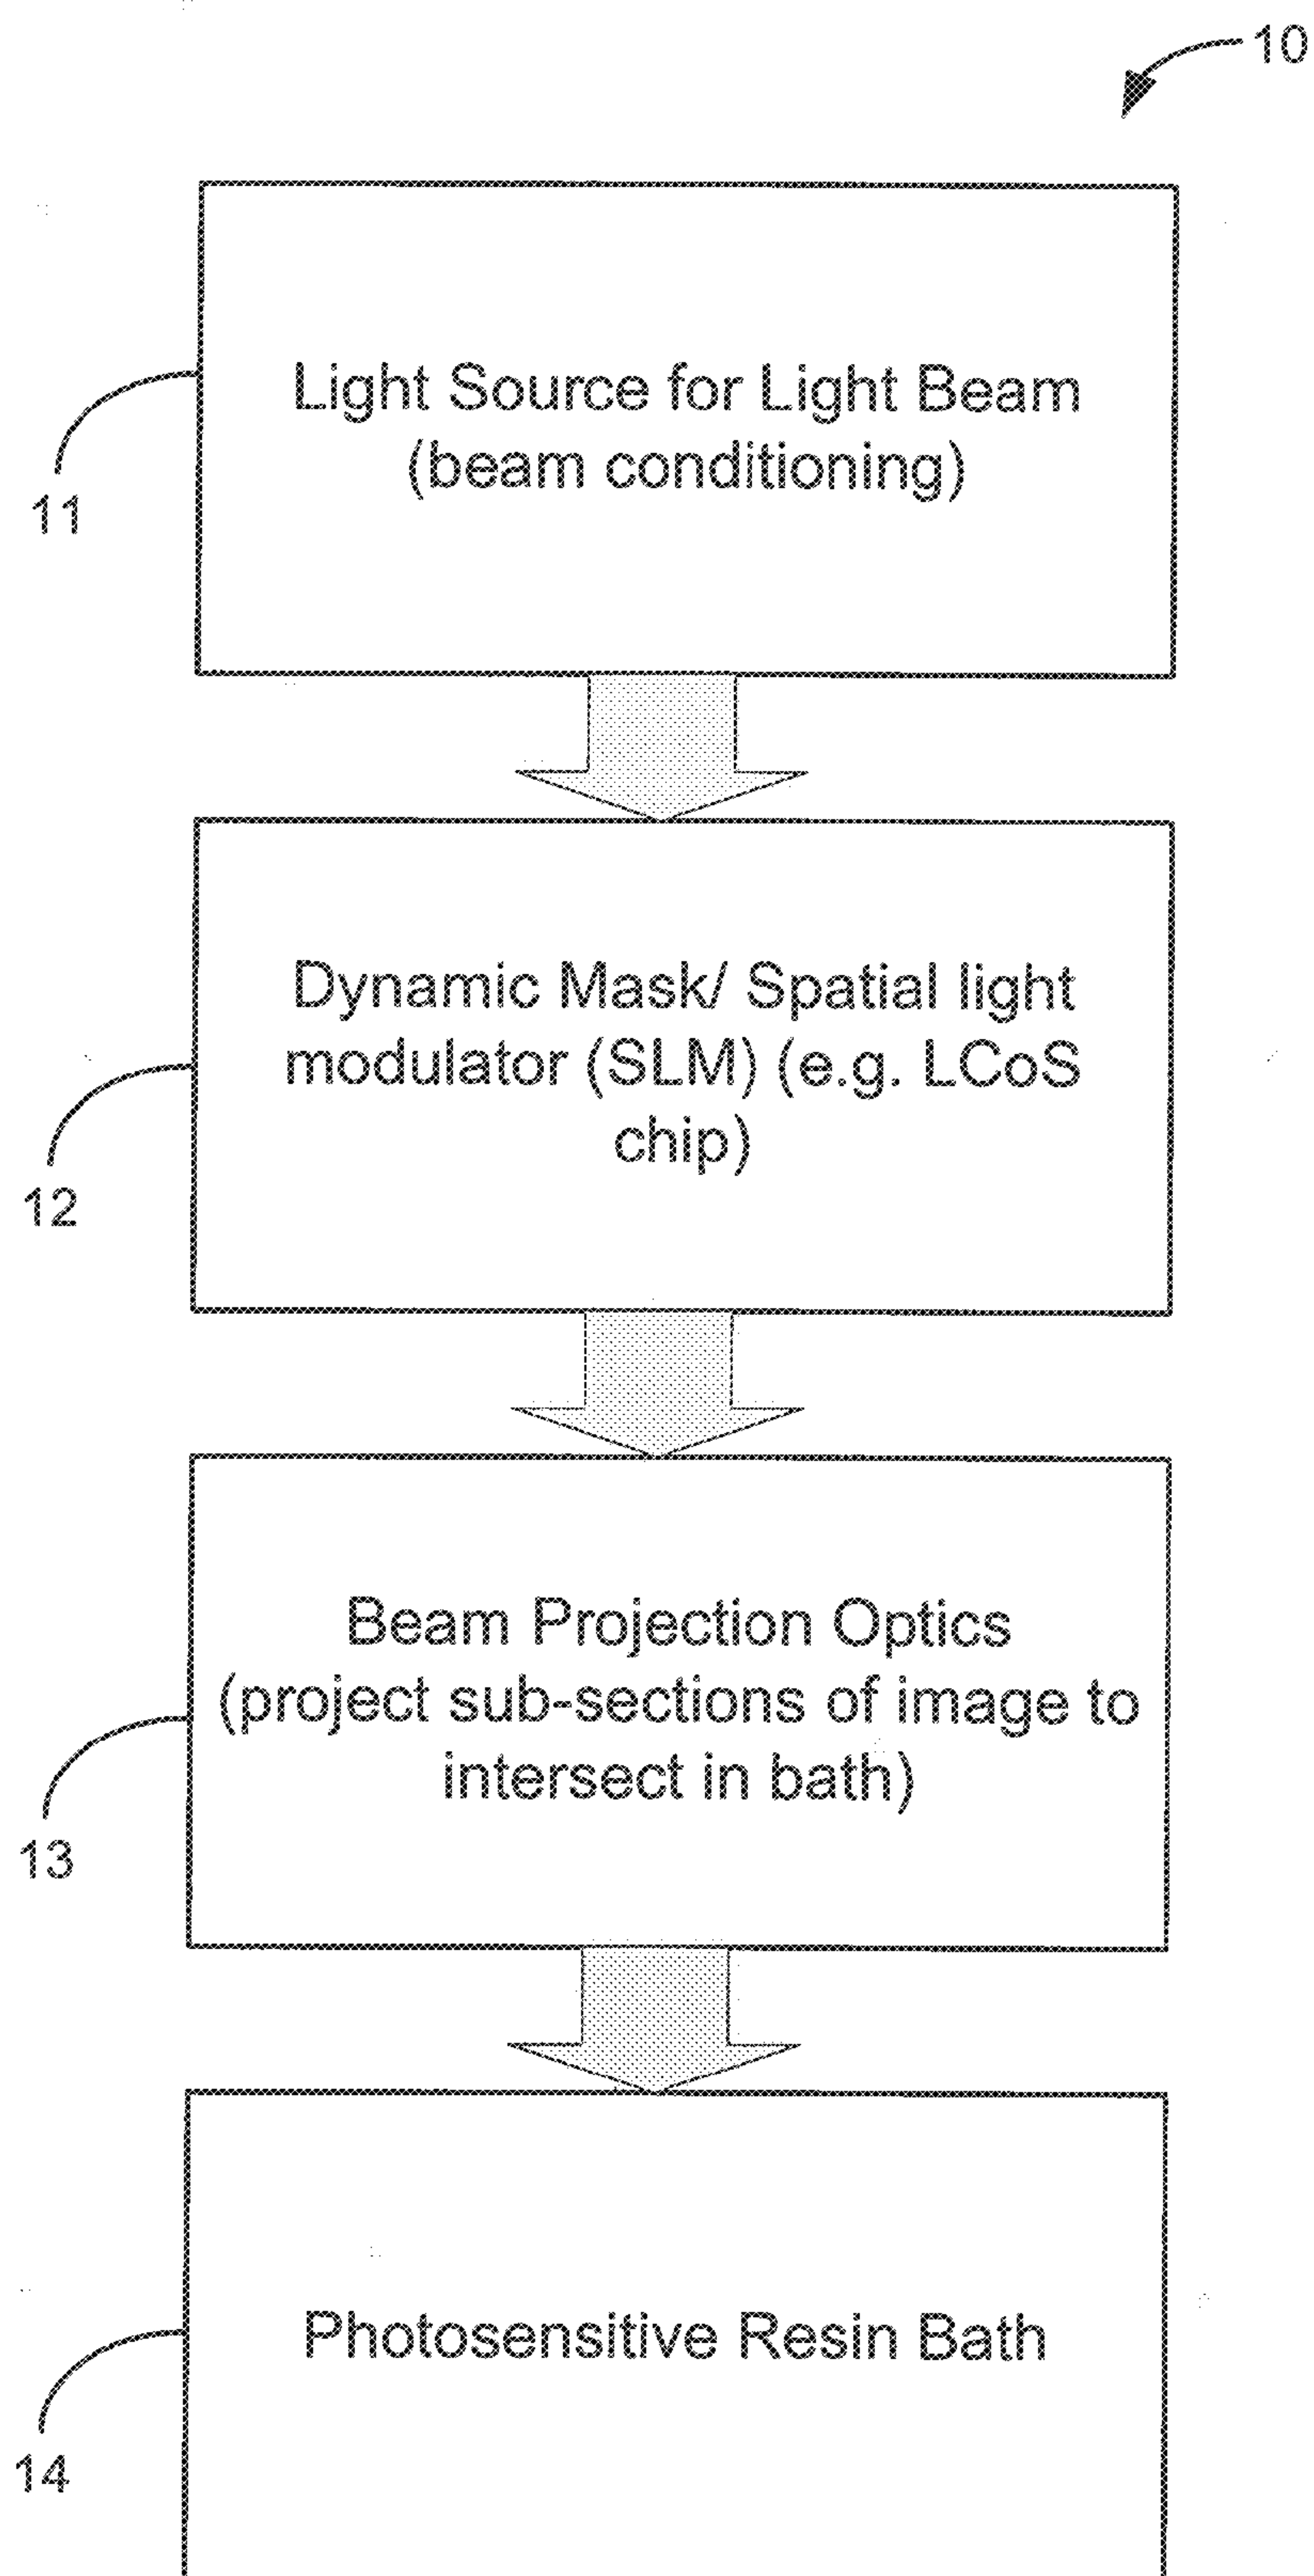 10
Light Source for Light Beam
(beam conditioning)
11
Dynamic Mask/ Spatial light
modulator (SLM) (e.g. LCoS
chip)
12
Beam Projection Optics
(project sub-sections of image to
intersect in bath)
13
Photosensitive Resin Bath
14